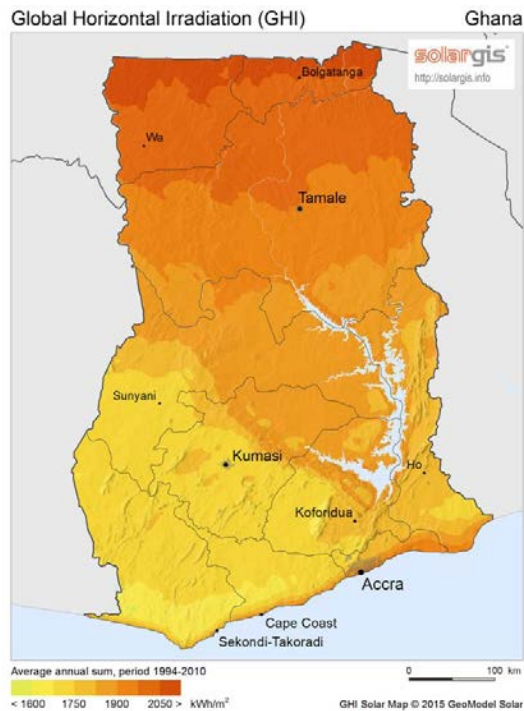 Global Horizontal Irradiation (GHI) Ghana
solargis
http://solargis.info
Bolgatanga
Wa
Tamale
Sunyani
Kumasi
Ho
Koforidua
Accra
Cape Coast
Sekondi-Takoradi
Average annual sum, period 1994-2010
0 100 km
< 1600 1750 1900 2050 > kWh/m²
GHI Solar Map © 2015 GeoModel Solar